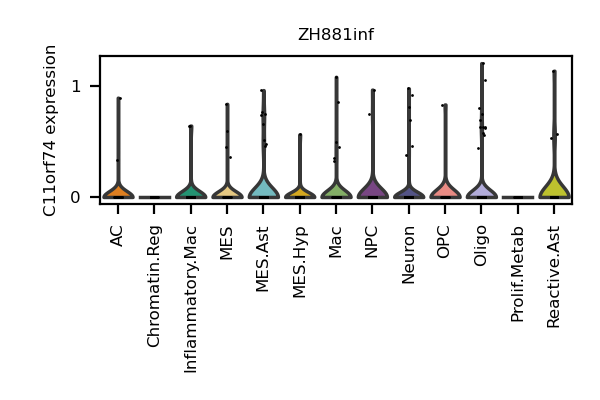 ZH881inf
C11orf74 expression
1
0
AC
Chromatin.Reg
Inflammatory.Mac
MES
MES.Ast
MES.Hyp
Mac
NPC
Neuron
OPC
Oligo
Prolif.Metab
Reactive.Ast